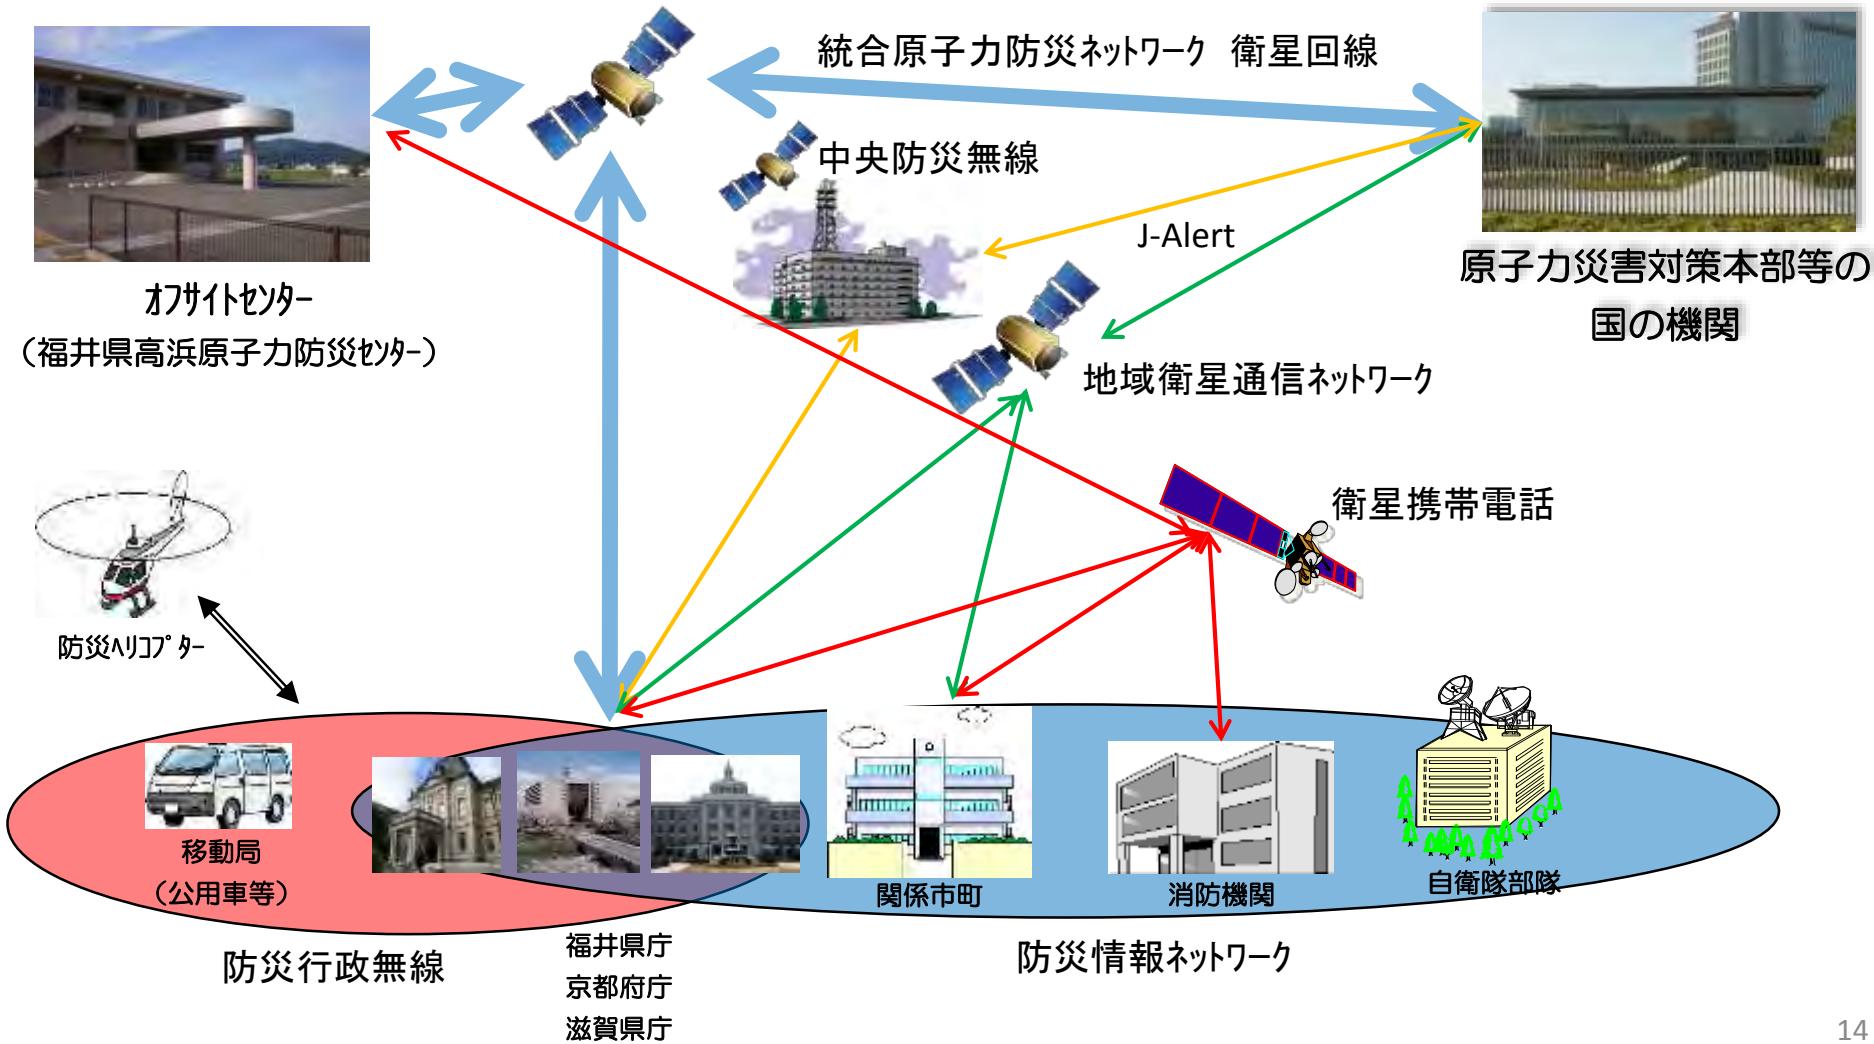 統合原子力防災ネットワーク　衛星回線
中央防災無線
J-Alert
オフサイトセンター
（福井県高浜原子力防災センター）
原子力災害対策本部等の
国の機関
地域衛星通信ネットワーク
衛星携帯電話
防災ヘリコプター
移動局
（公用車等）
関係市町
消防機関
自衛隊部隊
防災行政無線
福井県庁
京都府庁
滋賀県庁
防災情報ネットワーク
14